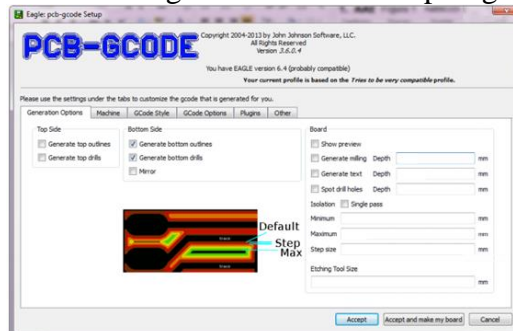 Eagle: pcb-gcode Setup
PCB-GCODE
Copyright 2004-2013 by John Johnson Software, LLC.
All Rights Reserved
Version 3.6.0.4
You have EAGLE version 6.4 (probably compatible)
Your current profile is based on the Tries to be very compatible profile.
Please use the settings under the tabs to customize the gcode that is generated for you.
Generation Options Machine GCode Style GCode Options Plugins Other
Top Side
Generate top outlines
Generate top drills
Bottom Side
Generate bottom outlines
Generate bottom drills
Mirror
Default
Step
Max
Board
Show preview
Generate milling Depth mm
Generate text Depth mm
Spot drill holes Depth mm
Isolation Single pass
Minimum mm
Maximum mm
Step size mm
Etching Tool Size
mm
Accept Accept and make my board Cancel